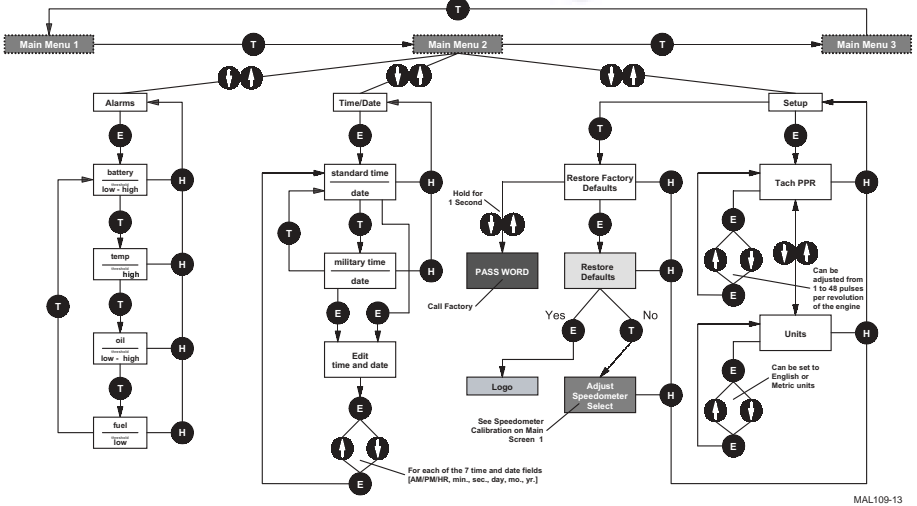 T
Main Menu 1
T
Main Menu 2
T
Main Menu 3
Alarms
Time/Date
Setup
E
E
T
E
battery
threshold
low - high
H
standard time
date
H
Restore Factory
Defaults
H
Tach PPR
H
Hold for
1 Second
T
T
T
E
E
temp
threshold
high
H
military time
date
H
PASS WORD
Restore
Defaults
H
Can be
adjusted from
1 to 48 pulses
per revolution
of the engine
E
Call Factory
T
T
E
E
Yes
E
T
No
Units
H
oil
threshold
low - high
H
Edit
time and date
E
Can be set to
English or
Metric units
T
Logo
Adjust
Speedometer
Select
H
E
fuel
threshold
low
H
See Speedometer
Calibration on Main
Screen 1
E
For each of the 7 time and date fields
[AM/PM/HR, min., sec., day, mo., yr.]
E
MAL109-13